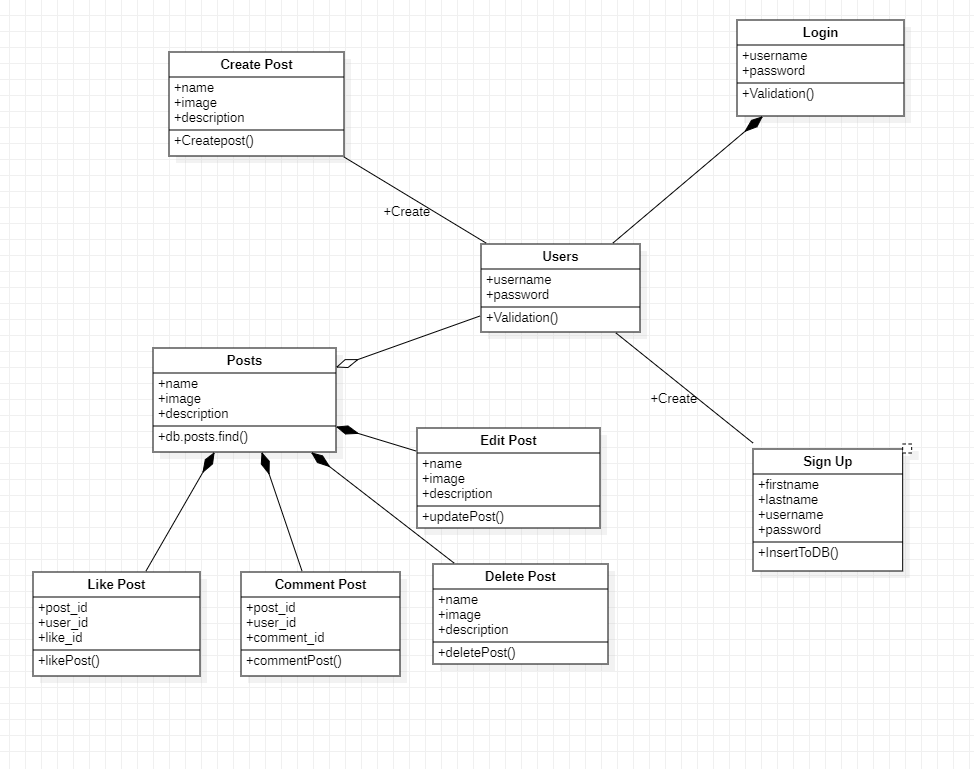 Login
+username
+password
+Validation()
Create Post
+name
+image
+description
+Createpost()
+Create
Users
+username
+password
+Validation()
Posts
+name
+image
+description
+db.posts.find()
+Create
Edit Post
+name
+image
+description
+updatePost()
Sign Up
+firstname
+lastname
+username
+password
+InsertToDB()
Like Post
+post_id
+user_id
+like_id
+likePost()
Comment Post
+post_id
+user_id
+comment_id
+commentPost()
Delete Post
+name
+image
+description
+deletePost()